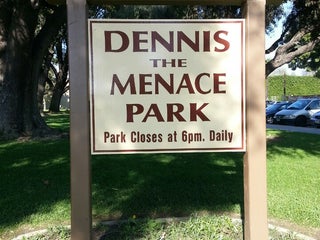 DENNIS
THE
MENACE
PARK
Park Closes at 6pm. Daily